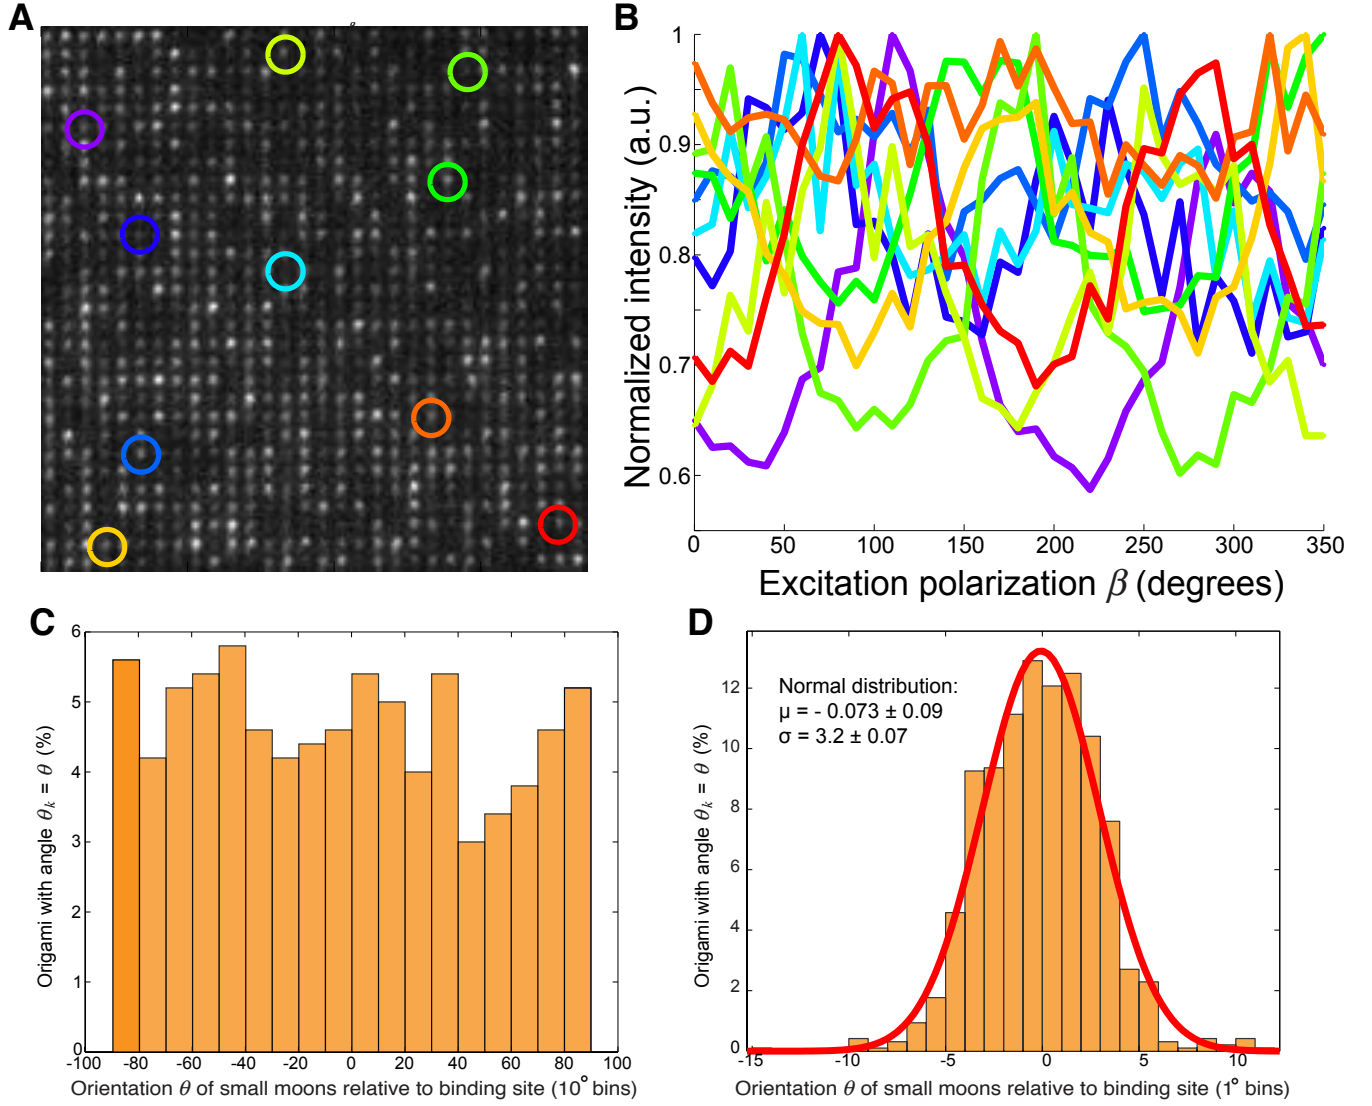 A
B
Normalized intensity (a.u.)
1
0.9
0.8
0.7
0.6
0 50 100 150 200 250 300 350
Excitation polarization β (degrees)
C
Origami with angle θk = θ (%)
6
5
4
3
2
1
0
-100 -80 -60 -40 -20 0 20 40 60 80 100
Orientation θ of small moons relative to binding site (10° bins)
D
Origami with angle θk = θ (%)
Normal distribution:
μ = - 0.073 ± 0.09
σ = 3.2 ± 0.07
12
10
8
6
4
2
0
-15 -10 -5 0 5 10
Orientation θ of small moons relative to binding site (1° bins)